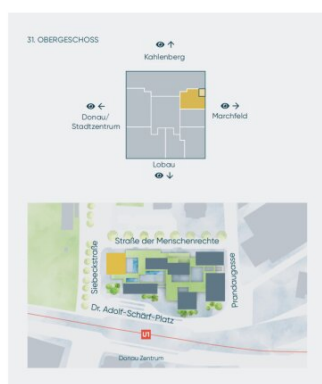 31. OBERGESCHOSS
Kahlenberg
Donau/
Stadtzentrum
Marchfeld
Lobau
Straße der Menschenrechte
Siebeckstraße
Prandaugasse
Dr. Adolf-Schärf-Platz
U1
Donau Zentrum